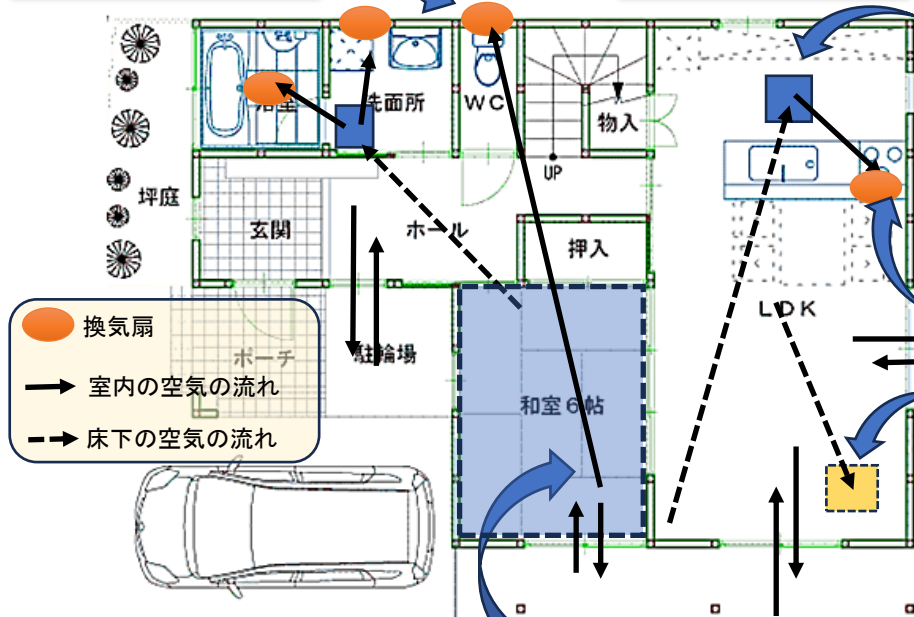 浴室
洗面所
WC
物入
UP
坪庭
玄関
ホール
押入
LDK
換気扇
ポーチ
駐輪場
室内の空気の流れ
和室6帖
床下の空気の流れ